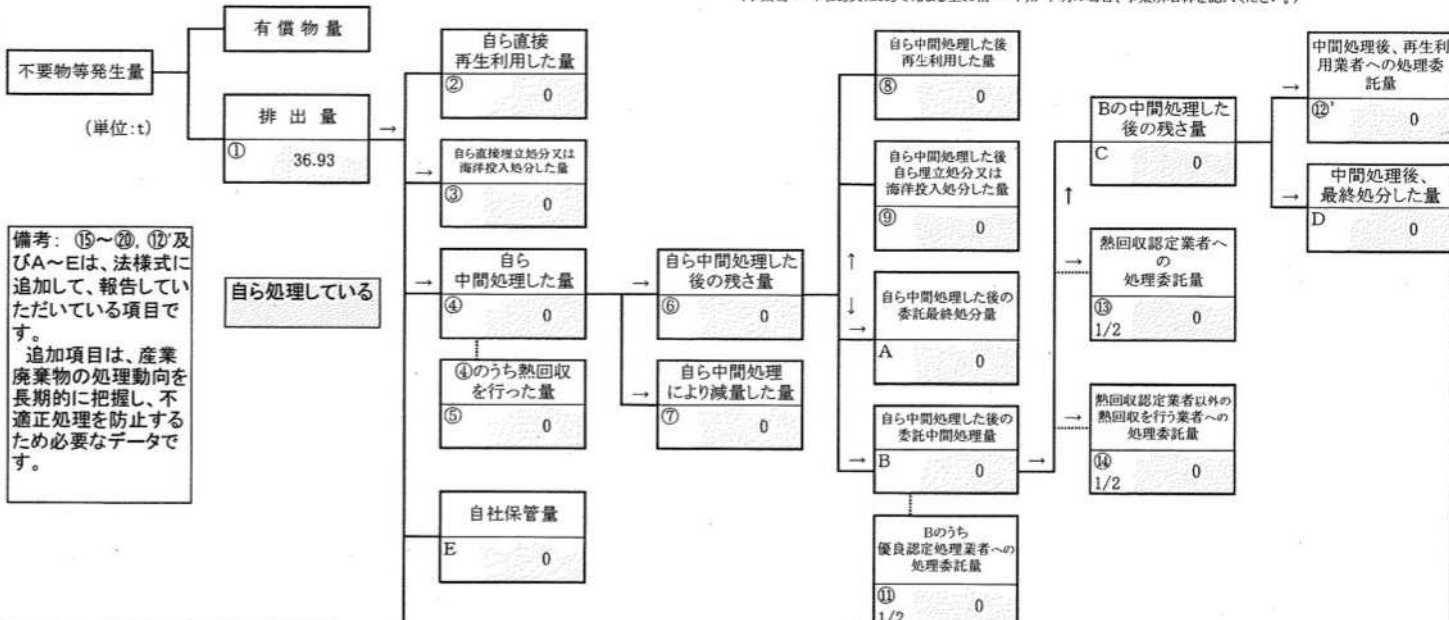 有償物量
不要物等発生量
(単位:t)
排出量
① 36.93
備考: ⑮~⑳, ⑫'及
びA~Eは、法様式に
追加して、報告してい
ただいている項目で
す。
追加項目は、産業
廃棄物の処理動向を
長期的に把握し、不
適正処理を防止する
ため必要なデータで
す。
自ら処理している
自ら直接
再生利用した量
② 0
自ら直接埋立処分又は
海洋投入処分した量
③ 0
自ら
中間処理した量
④ 0
④のうち熱回収
を行った量
⑤ 0
自社保管量
E 0
自ら中間処理した
後の残さ量
⑥ 0
自ら中間処理
により減量した量
⑦ 0
自ら中間処理した後
再生利用した量
⑧ 0
自ら中間処理した後
自ら埋立処分又は
海洋投入処分した量
⑨ 0
自ら中間処理した後の
委託最終処分量
A 0
自ら中間処理した後の
委託中間処理量
B 0
Bのうち
優良認定処理業者への
処理委託量
⑪ 0
1/2
Bの中間処理した
後の残さ量
C 0
熱回収認定業者へ
の
処理委託量
⑬ 0
1/2
熱回収認定業者以外の
熱回収を行う業者への
処理委託量
⑭ 0
1/2
中間処理後、再生利
用業者への処理委
託量
⑫' 0
中間処理後、
最終処分した量
D 0